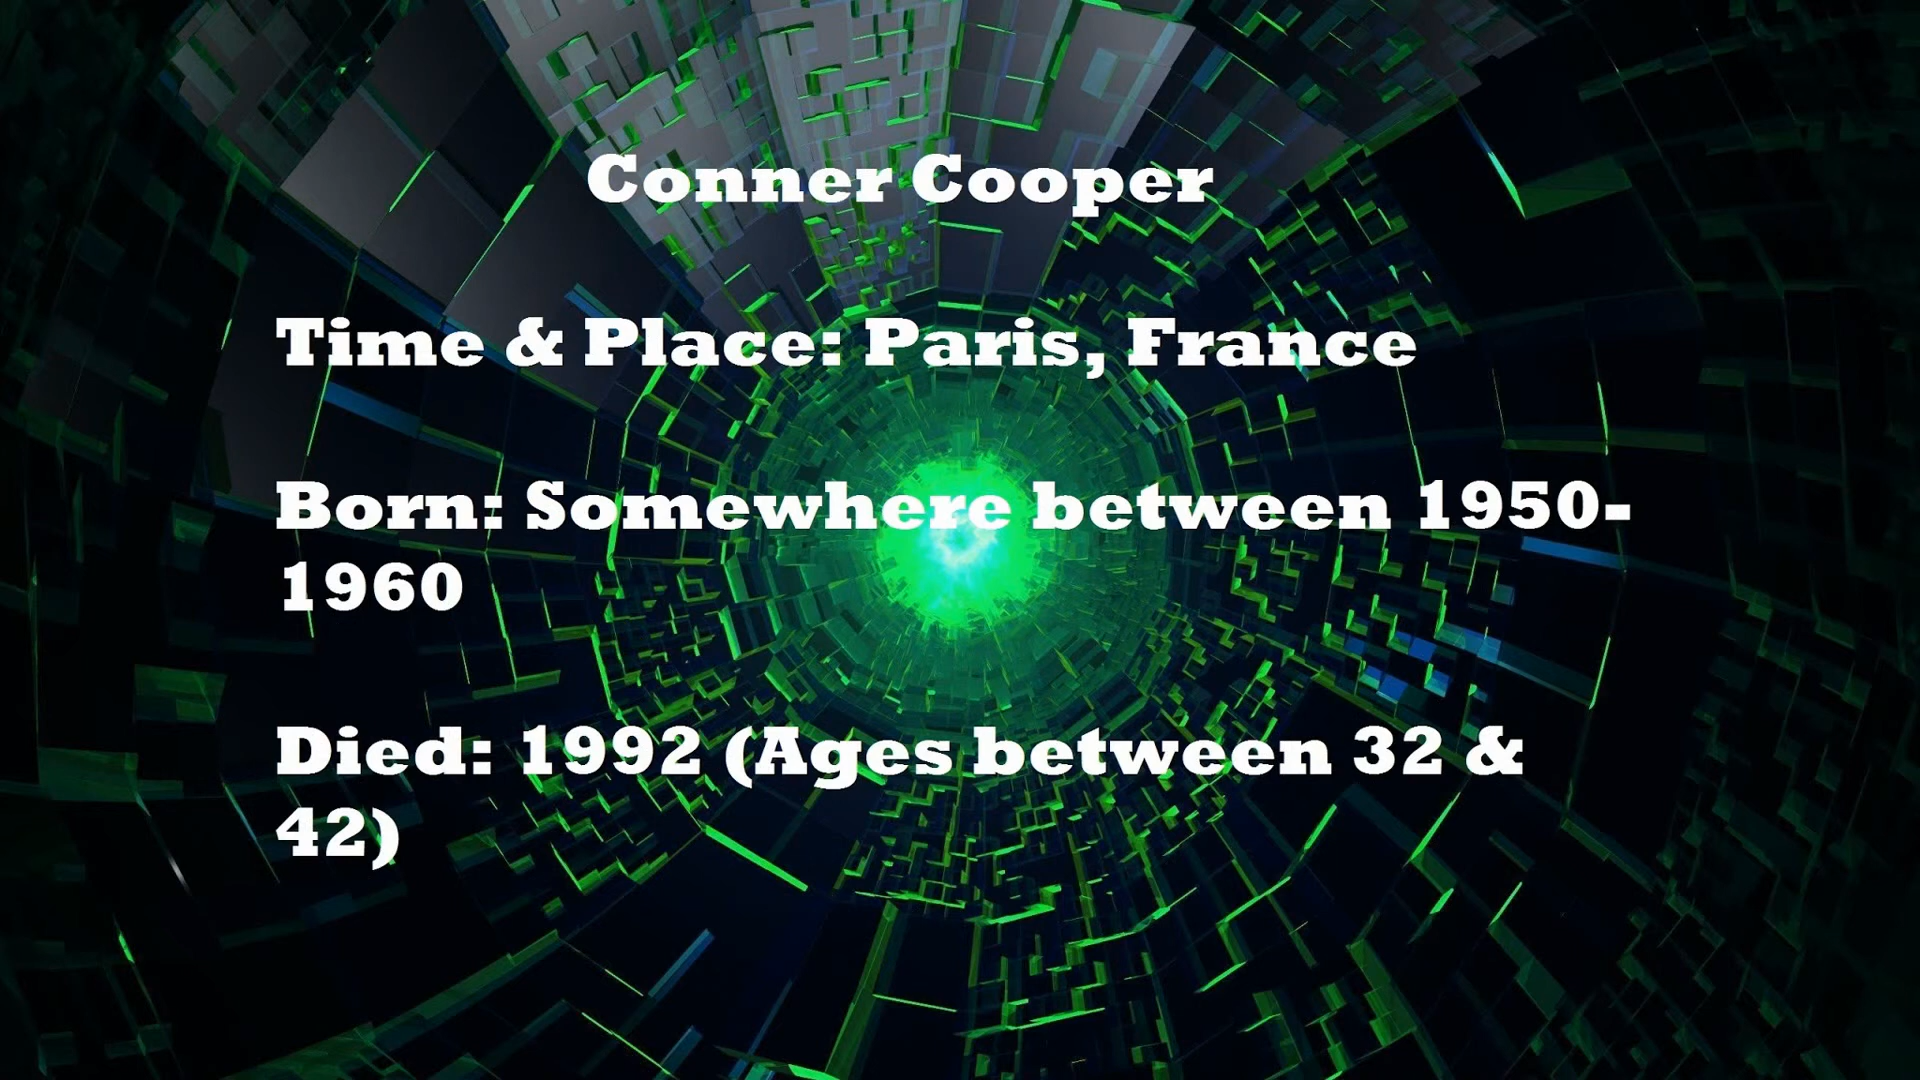 Conner Cooper
Time & Place: Paris, France
Born: Somewhere between 1950-
1960
Died: 1992 (Ages between 32 &
42)